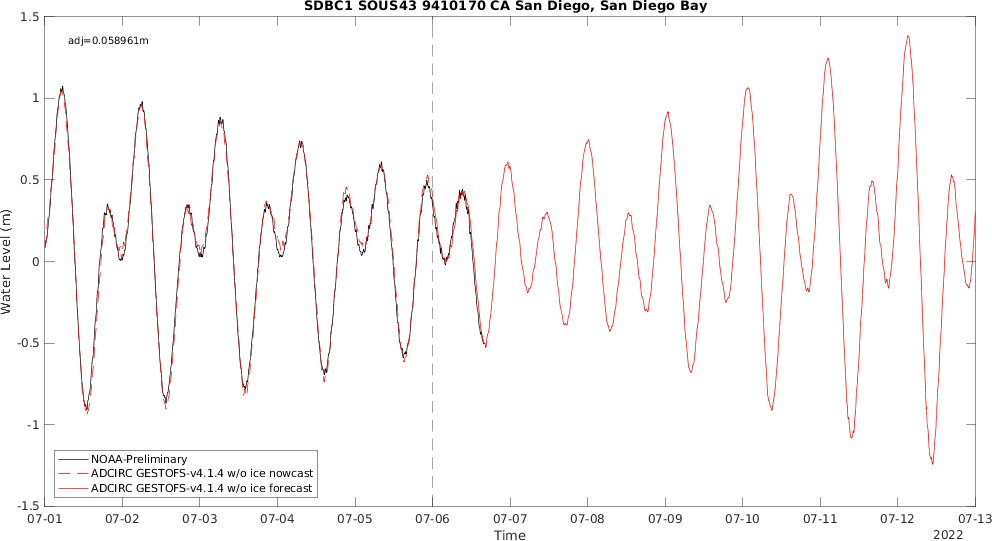 SDBC1 SOUS43 9410170 CA San Diego, San Diego Bay
adj=0.058961m
1.5
1
0.5
0
-0.5
-1
-1.5
Water Level (m)
NOAA-Preliminary
ADCIRC GESTOFS-v4.1.4 w/o ice nowcast
ADCIRC GESTOFS-v4.1.4 w/o ice forecast
07-01 07-02 07-03 07-04 07-05 07-06 07-07 07-08 07-09 07-10 07-11 07-12 07-13
Time
2022